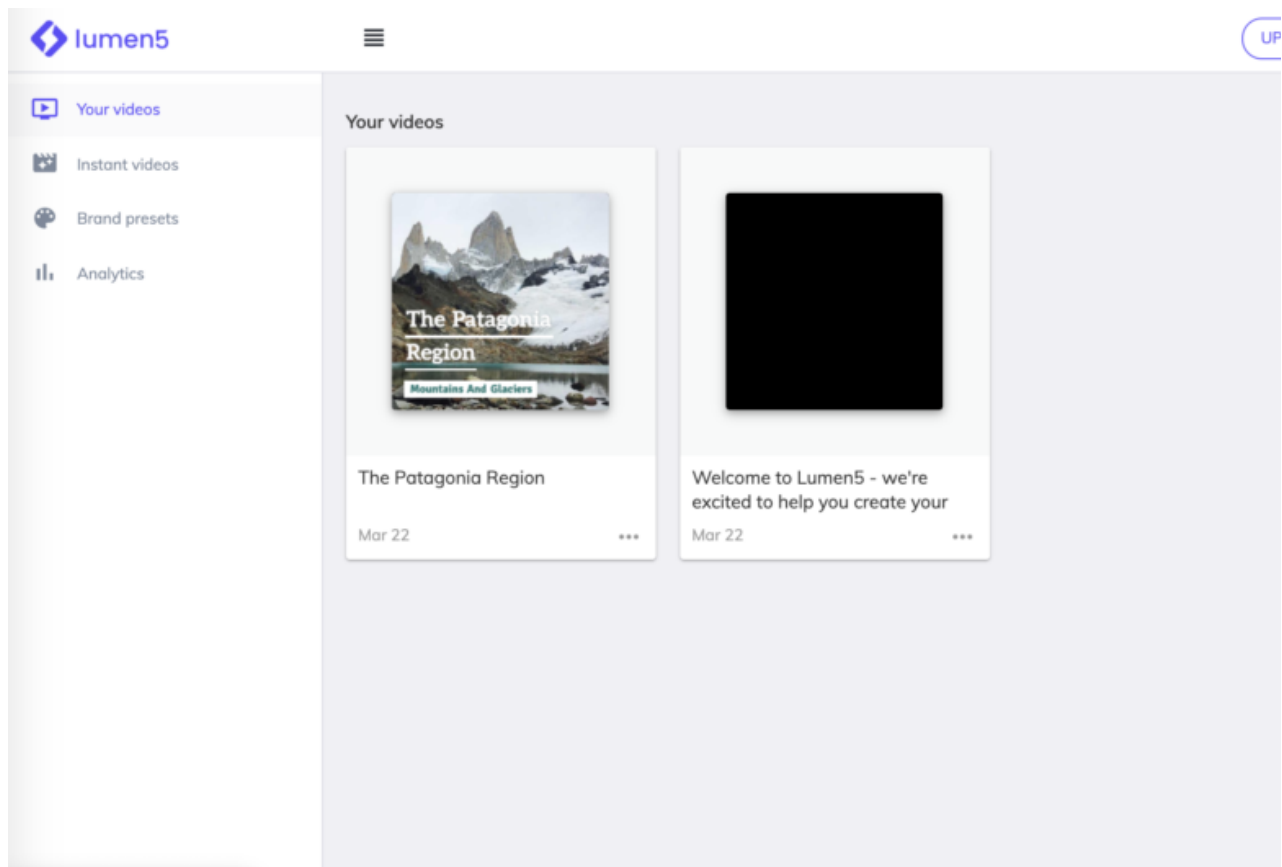 lumen5
UP
Your videos
Instant videos
Brand presets
Analytics
Your videos
The Patagonia
Region
Mountains And Glaciers
The Patagonia Region
Mar 22
Welcome to Lumen5 - we're
excited to help you create your
Mar 22